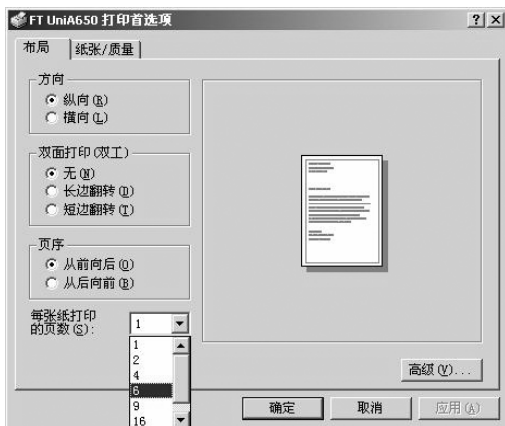 FT UniA650 打印首选项
布局
纸张/质量
方向
纵向(R)
横向(L)
双面打印(双工)
无(N)
长边翻转(D)
短边翻转(T)
页序
从前向后(O)
从后向前(B)
每张纸打印
的页数(S):
1
1
2
4
6
9
16
高级(V)...
确定
取消
应用(A)